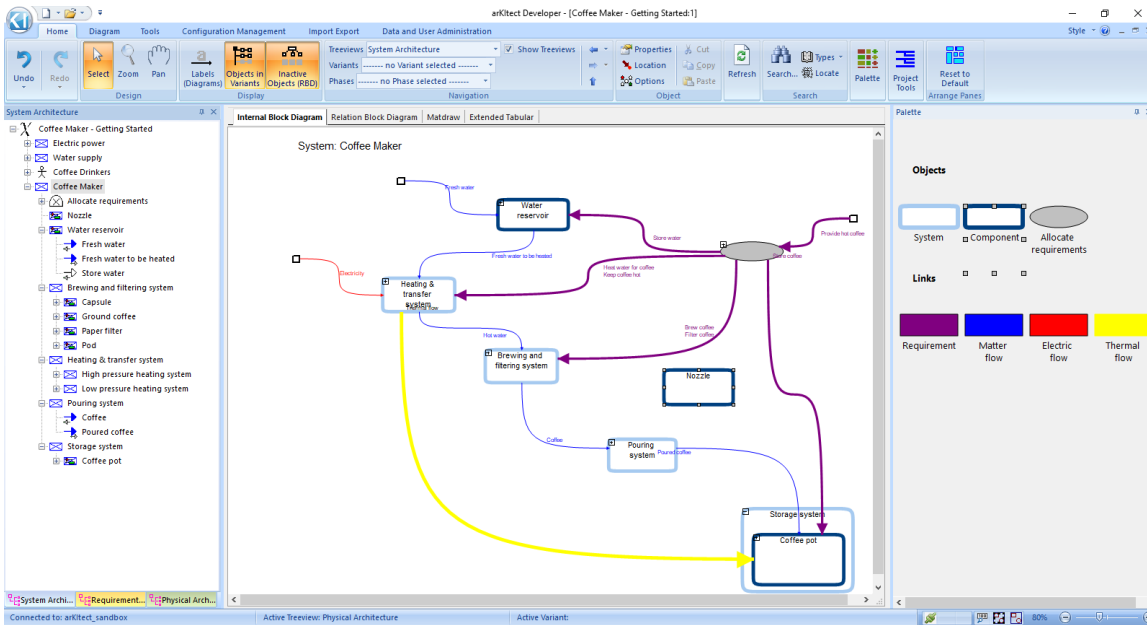 arKItect Developer - [Coffee Maker - Getting Started:1]
KI
Home Diagram Tools Configuration Management Import Export Data and User Administration Style
Undo
Redo
Select
Zoom
Pan
Design
Labels
(Diagrams)
Objects in
Variants
Inactive
Objects (RBD)
Display
Treeviews System Architecture
Show Treeviews
Variants ------- no Variant selected -------
Phases ------- no Phase selected -------
Navigation
Properties
Location
Options
Cut
Copy
Paste
Object
Refresh
Search...
Types
Locate
Search
Palette
Project
Tools
Reset to
Default
Arrange Panes
System Architecture
Coffee Maker - Getting Started
Electric power
Water supply
Coffee Drinkers
Coffee Maker
Allocate requirements
Nozzle
Water reservoir
Fresh water
Fresh water to be heated
Store water
Brewing and filtering system
Capsule
Ground coffee
Paper filter
Pod
Heating & transfer system
High pressure heating system
Low pressure heating system
Pouring system
Coffee
Poured coffee
Storage system
Coffee pot
System Archi...
Requirement...
Physical Arch...
Internal Block Diagram
Relation Block Diagram
Matdraw
Extended Tabular
System: Coffee Maker
Fresh water
Water
reservoir
Store water
Provide hot coffee
Store coffee
Fresh water to be heated
Heat water for coffee
Keep coffee hot
Electricity
Heating &
transfer
system
Thermal flow
Hot water
Brew coffee
Filter coffee
Brewing and
filtering system
Nozzle
Coffee
Pouring
system
Poured coffee
Storage system
Coffee pot
Palette
Objects
System
Component
Allocate
requirements
Links
Requirement
Matter
flow
Electric
flow
Thermal
flow
Connected to: arKItect_sandbox
Active Treeview: Physical Architecture
Active Variant:
80%